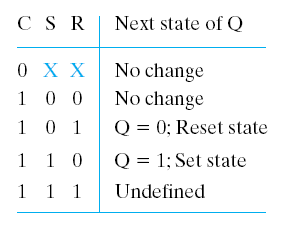 C S R Next state of Q
0 X X No change
1 0 0 No change
1 0 1 Q = 0; Reset state
1 1 0 Q = 1; Set state
1 1 1 Undefined